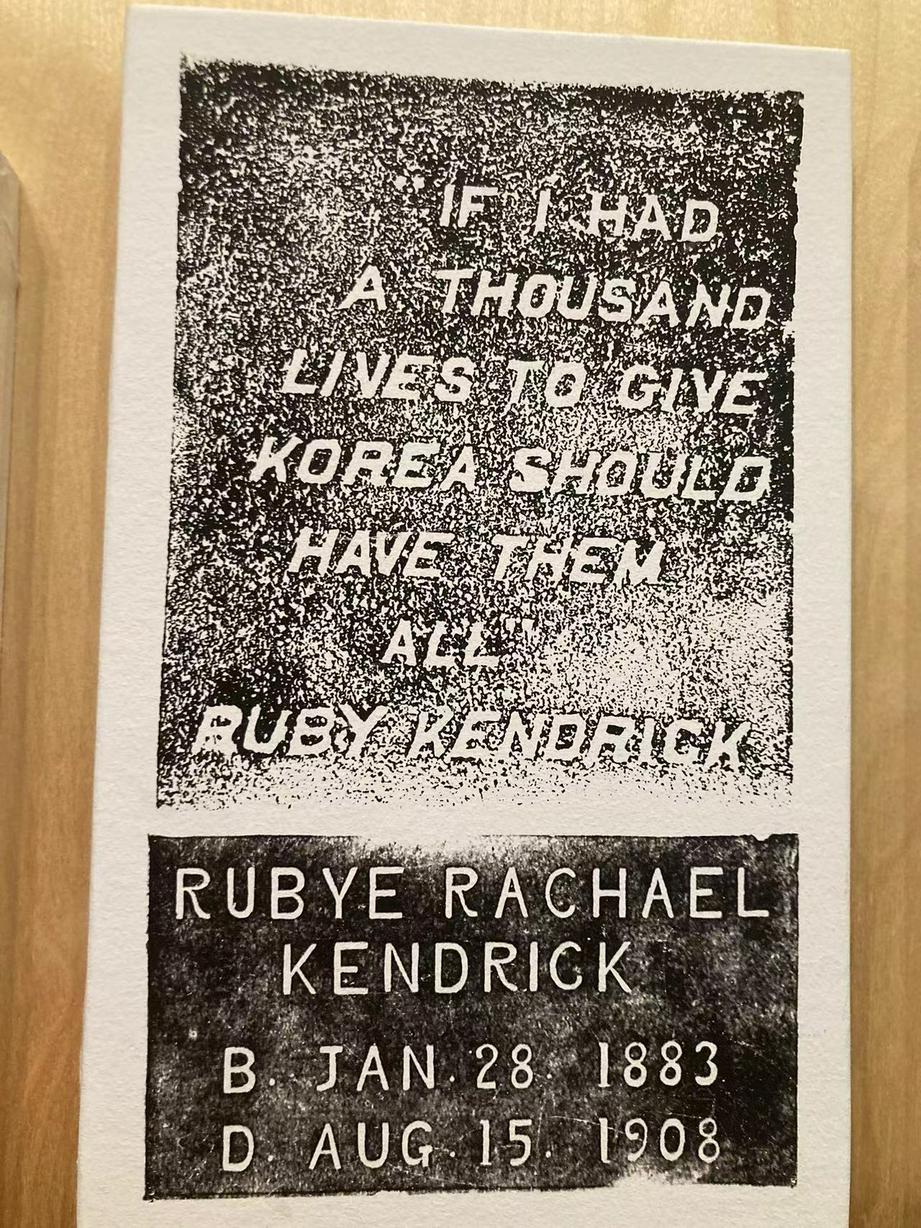 "IF I HAD
A THOUSAND
LIVES TO GIVE
KOREA SHOULD
HAVE THEM
ALL"
RUBY KENDRICK
RUBYE RACHAEL
KENDRICK
B. JAN. 28. 1883
D. AUG. 15. 1908